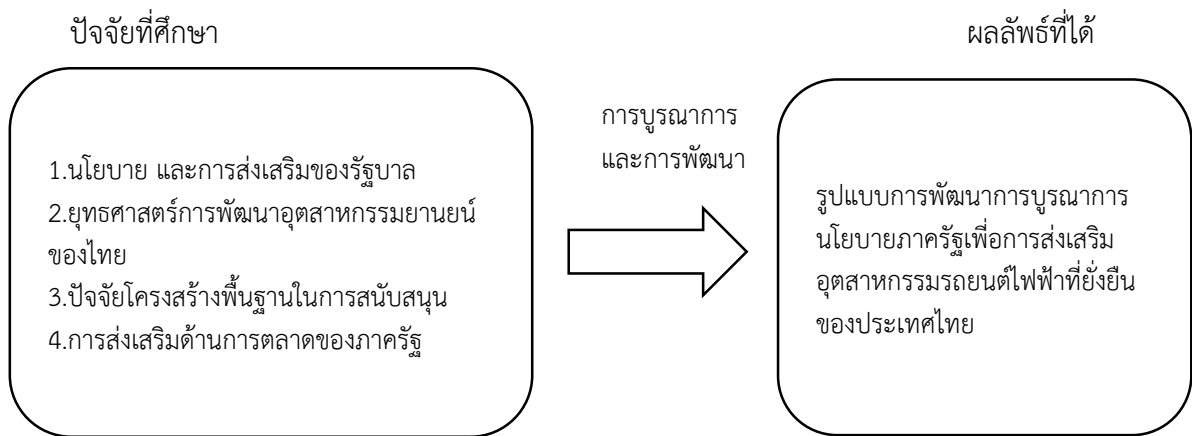 ปัจจัยที่ศึกษา
ผลลัพธ์ที่ได้
1.นโยบาย และการส่งเสริมของรัฐบาล
2.ยุทธศาสตร์การพัฒนาอุตสาหกรรมยานยน์
ของไทย
3.ปัจจัยโครงสร้างพื้นฐานในการสนับสนุน
4.การส่งเสริมด้านการตลาดของภาครัฐ
การบูรณาการ
และการพัฒนา
รูปแบบการพัฒนาการบูรณาการ
นโยบายภาครัฐเพื่อการส่งเสริม
อุตสาหกรรมรถยนต์ไฟฟ้าที่ยั่งยืน
ของประเทศไทย